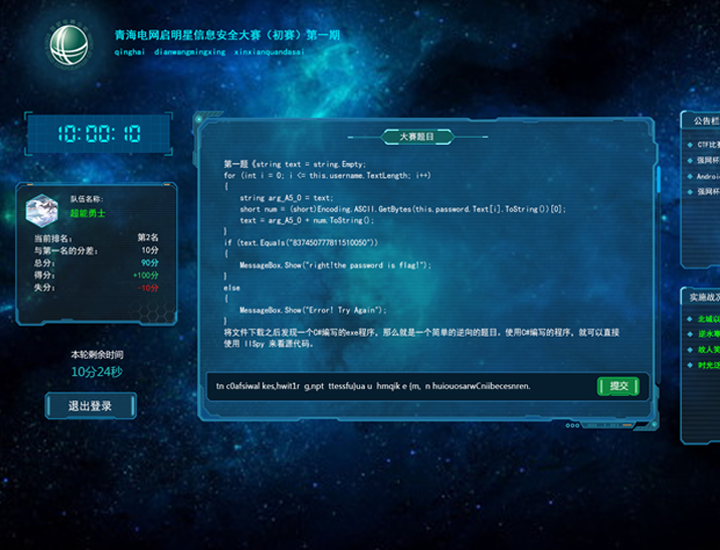 青海电网启明星信息安全大赛（初赛）第一期
qinghai dianwangmingxing xinxianquandasai
10:00:10
队伍名称:
超能勇士
当前排名: 第2名
与第一名的分差: 10分
总分: 90分
得分: +100分
失分: -10分
本轮剩余时间
10分24秒
退出登录
大赛题目
第一题《string text = string.Empty;
for (int i = 0; i <= this.username.TextLength; i++)
{
string arg_A5_0 = text;
short num = (short)Encoding.ASCII.GetBytes(this.password.Text[i].ToString())[0];
text = arg_A5_0 + num.ToString();
}
if (text.Equals("837450777811510050"))
{
MessageBox.Show("right!the password is flag!");
}
else
{
MessageBox.Show("Error! Try Again");
}
将文件下载之后发现一个C#编写的exe程序，那么就是一个简单的逆向的题目。使用C#编写的程序，就可以直接
使用 llSpy 来看源代码。
tn c0afsiwal kes,hwit1r g,npt ttessfu)ua u hmqik e {m, n huiouosarwCniibecesnren.
提交
公告栏
CTF比赛
强网杯
Android
强网杯
实施战况
北城以
逆水寒
故人笑
时光泛